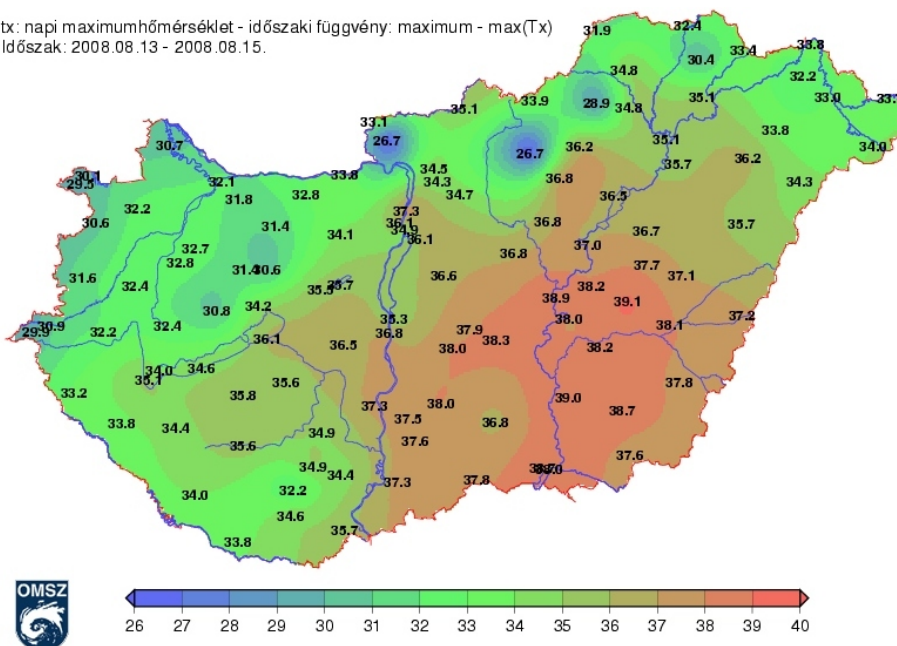 tx: napi maximumhőmérséklet - időszaki függvény: maximum - max(Tx)
Időszak: 2008.08.13 - 2008.08.15.
31.9 32.4
33.4 33.8
30.4
34.8
32.2
35.1 33.9 28.9 34.8 35.1 33.0
33.1
26.7 26.7 36.2 35.1 33.8
30.7 34.0
35.7 36.2
30.1 33.8 34.5
29.5 32.1 34.3 36.8 34.3
32.8 34.7 36.5
32.2 31.8
30.6 37.3
31.4 36.1 36.8 35.7
34.1 34.9 36.7
36.1 37.0
32.7 36.8
32.8 31.4 30.6 37.7
31.6 36.6 37.1
32.4 35.5 35.7 38.2
30.8 34.2 38.9 39.1
30.9 32.2 32.4 35.3 38.0 38.1 37.2
29.9 36.8 37.9
36.1 36.5 38.3
38.0 38.2
34.0 34.6
35.1 35.6 37.8
33.2 35.8 39.0
37.3 38.0 38.7
33.8 34.4 37.5 36.8
34.9
35.6 37.6
37.6
34.9 34.4
37.3 37.8 38.0
34.0 32.2
34.6
33.8 35.7
OMSZ
26 27 28 29 30 31 32 33 34 35 36 37 38 39 40